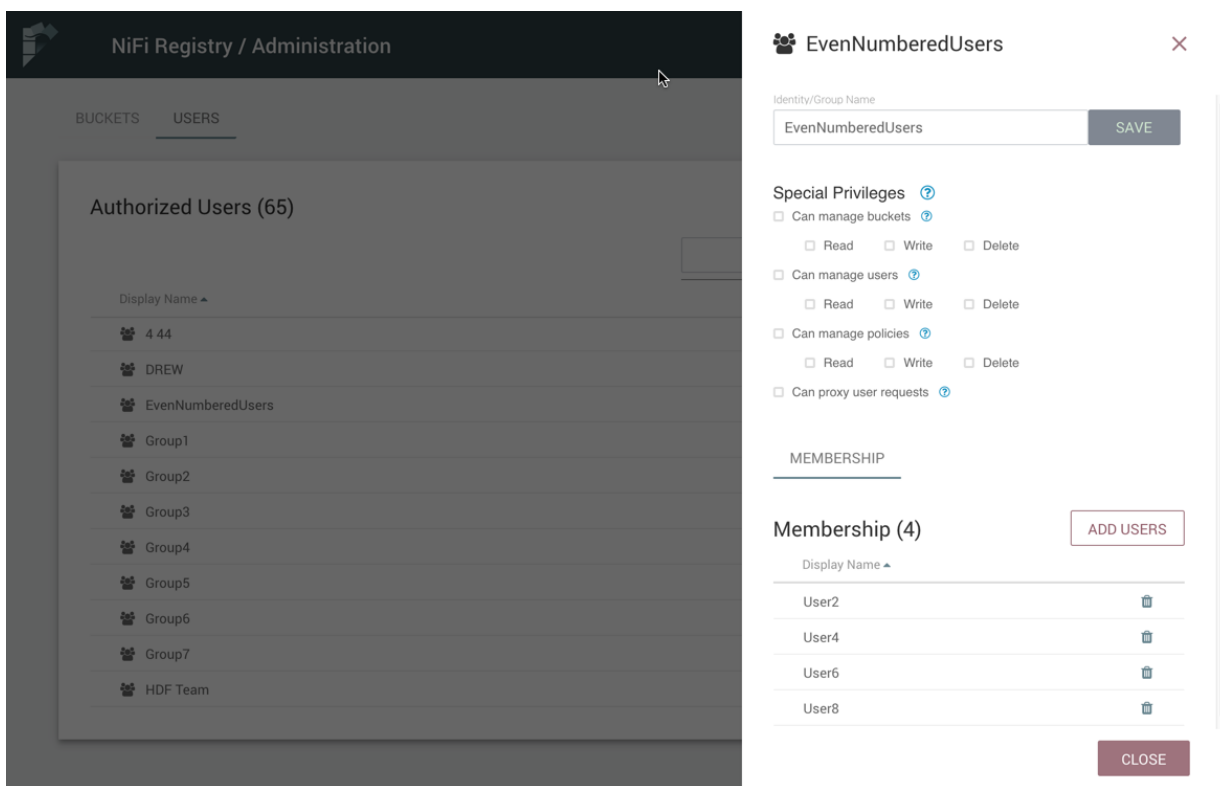 NiFi Registry / Administration
BUCKETS USERS
Authorized Users (65)
Display Name
4 44
DREW
EvenNumberedUsers
Group1
Group2
Group3
Group4
Group5
Group6
Group7
HDF Team
EvenNumberedUsers
Identity/Group Name
EvenNumberedUsers SAVE
Special Privileges ?
Can manage buckets ?
Read Write Delete
Can manage users ?
Read Write Delete
Can manage policies ?
Read Write Delete
Can proxy user requests ?
MEMBERSHIP
Membership (4) ADD USERS
Display Name
User2
User4
User6
User8
CLOSE